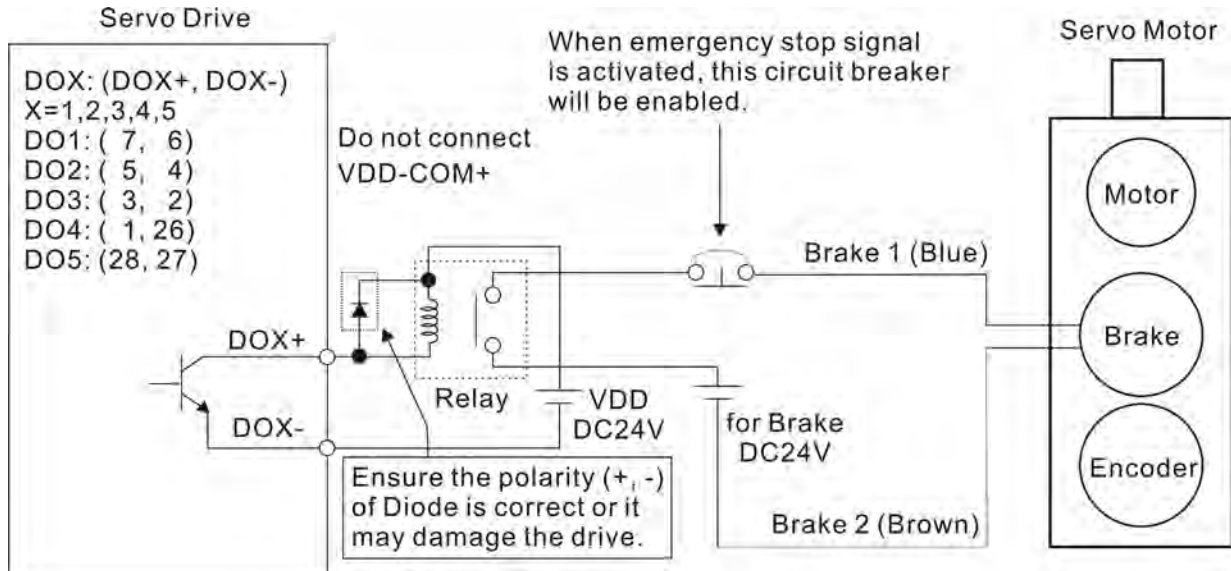 Servo Drive
DOX: (DOX+, DOX-)
X=1,2,3,4,5
DO1: ( 7, 6)
DO2: ( 5, 4)
DO3: ( 3, 2)
DO4: ( 1, 26)
DO5: (28, 27)
Do not connect
VDD-COM+
When emergency stop signal
is activated, this circuit breaker
will be enabled.
Servo Motor
Motor
Brake 1 (Blue)
Brake
DOX+
Relay
VDD
DC24V
DOX-
for Brake
DC24V
Encoder
Ensure the polarity (+, -)
of Diode is correct or it
may damage the drive.
Brake 2 (Brown)